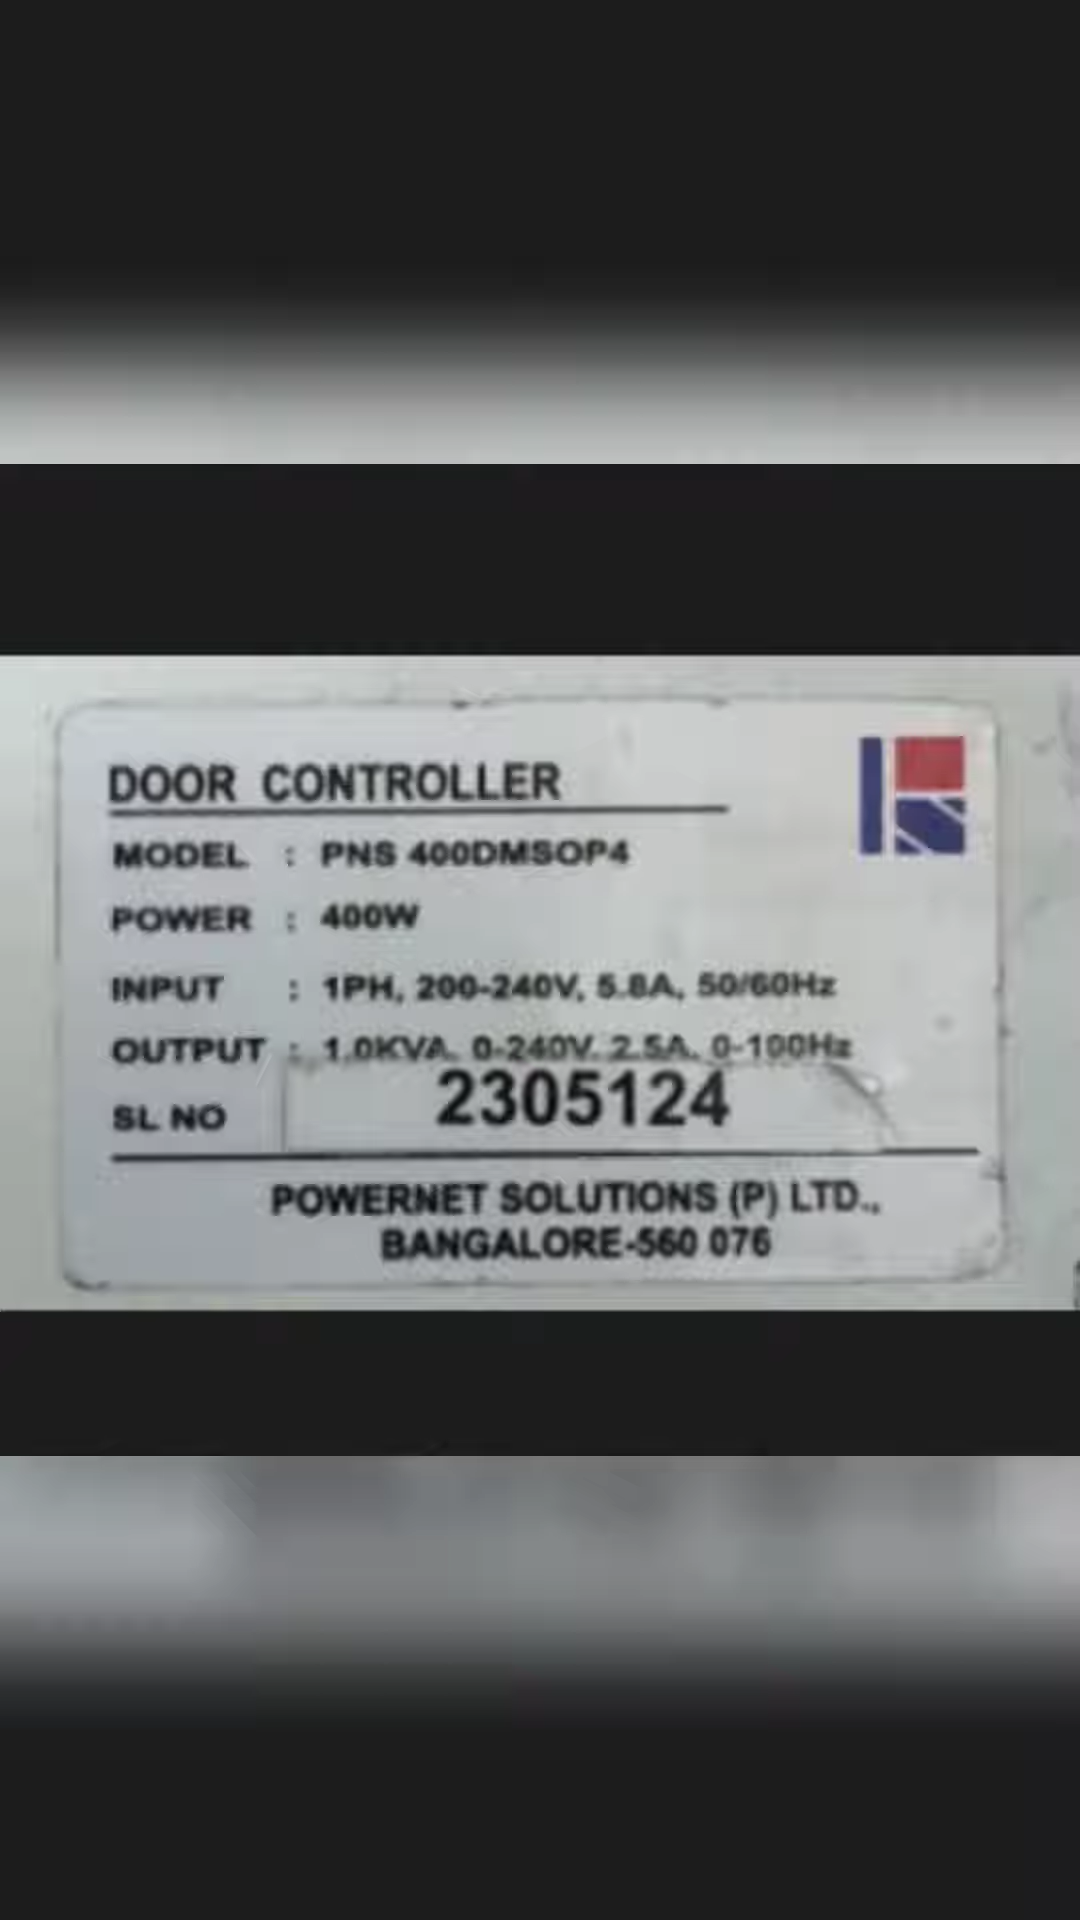 DOOR CONTROLLER
MODEL : PNS 400DMSOP4
POWER : 400W
INPUT : 1PH, 200-240V, 5.8A, 50/60Hz
OUTPUT : 1.0KVA, 0-240V, 2.5A, 0-100Hz
SL NO 2305124
POWERNET SOLUTIONS (P) LTD.,
BANGALORE-560 076